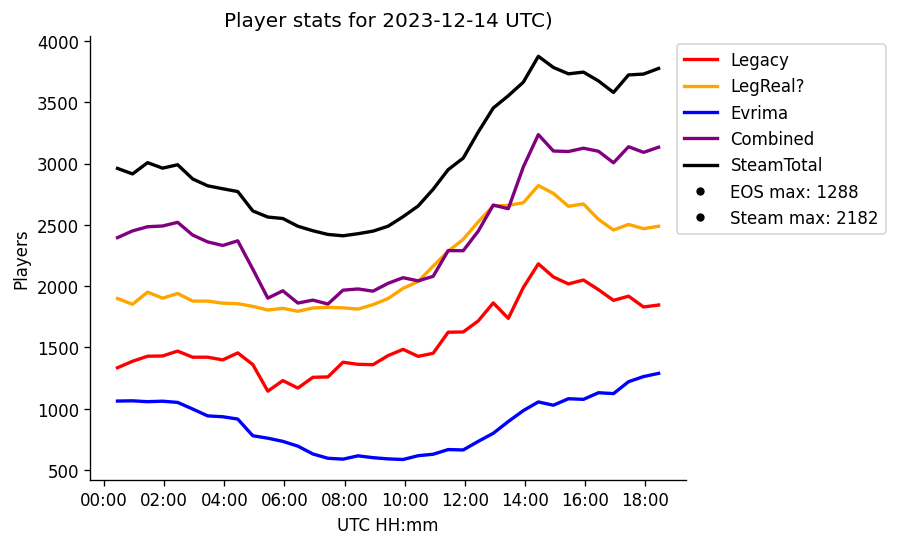 Player stats for 2023-12-14 UTC)
4000
3500
3000
2500
2000
1500
1000
500
Players
00:00 02:00 04:00 06:00 08:00 10:00 12:00 14:00 16:00 18:00
UTC HH:mm
Legacy
LegReal?
Evrima
Combined
SteamTotal
EOS max: 1288
Steam max: 2182